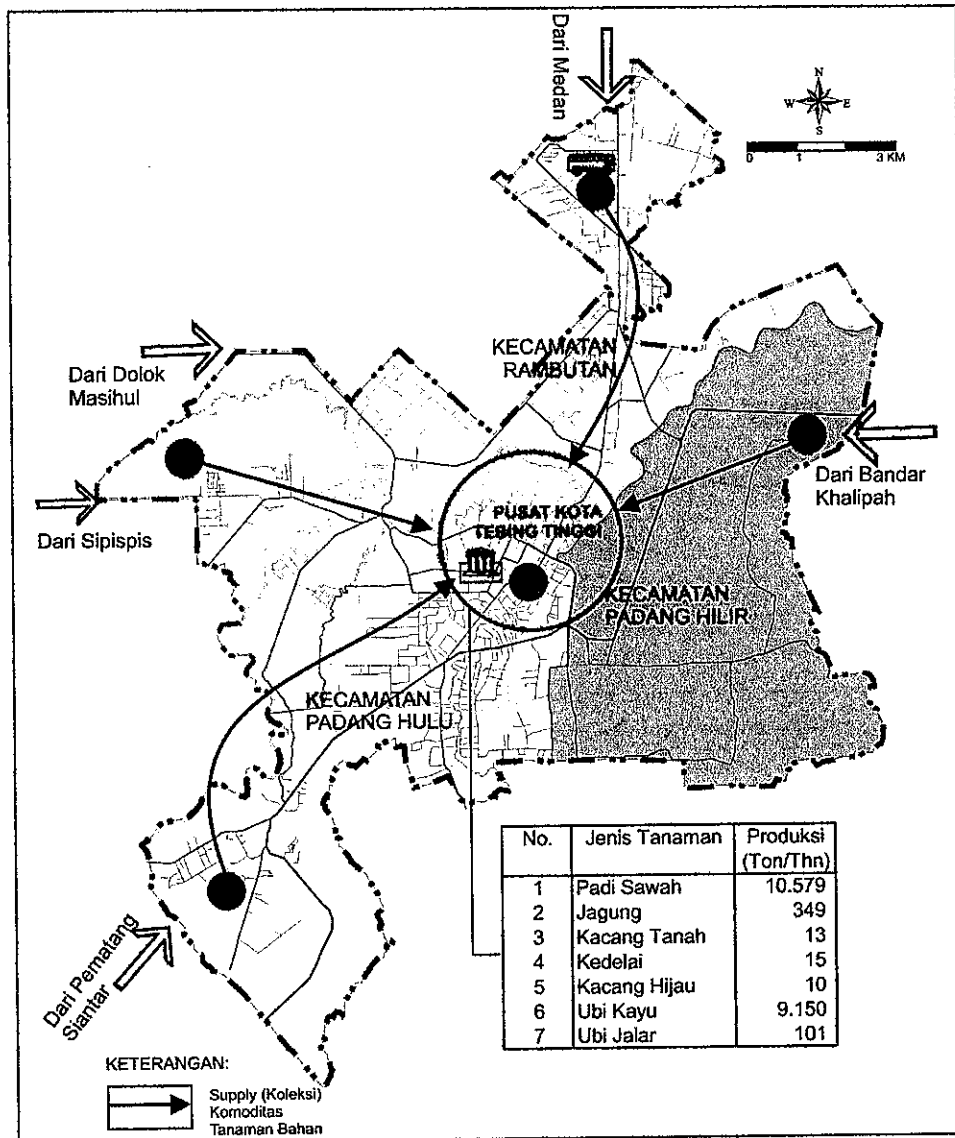 Dari Medan
N
W E
S
0 1 3 KM
KECAMATAN
RAMBUTAN
Dari Dolok
Masihul
Dari Bandar
Khalipah
Dari Sipispis
PUSAT KOTA
TEBING TINGGI
KECAMATAN
PADANG HILIR
KECAMATAN
PADANG HULU
Dari Pematang
Siantar
No. Jenis Tanaman Produksi
(Ton/Thn)
1 Padi Sawah 10.579
2 Jagung 349
3 Kacang Tanah 13
4 Kedelai 15
5 Kacang Hijau 10
6 Ubi Kayu 9.150
7 Ubi Jalar 101
KETERANGAN:
Supply (Koleksi)
Komoditas
Tanaman Bahan